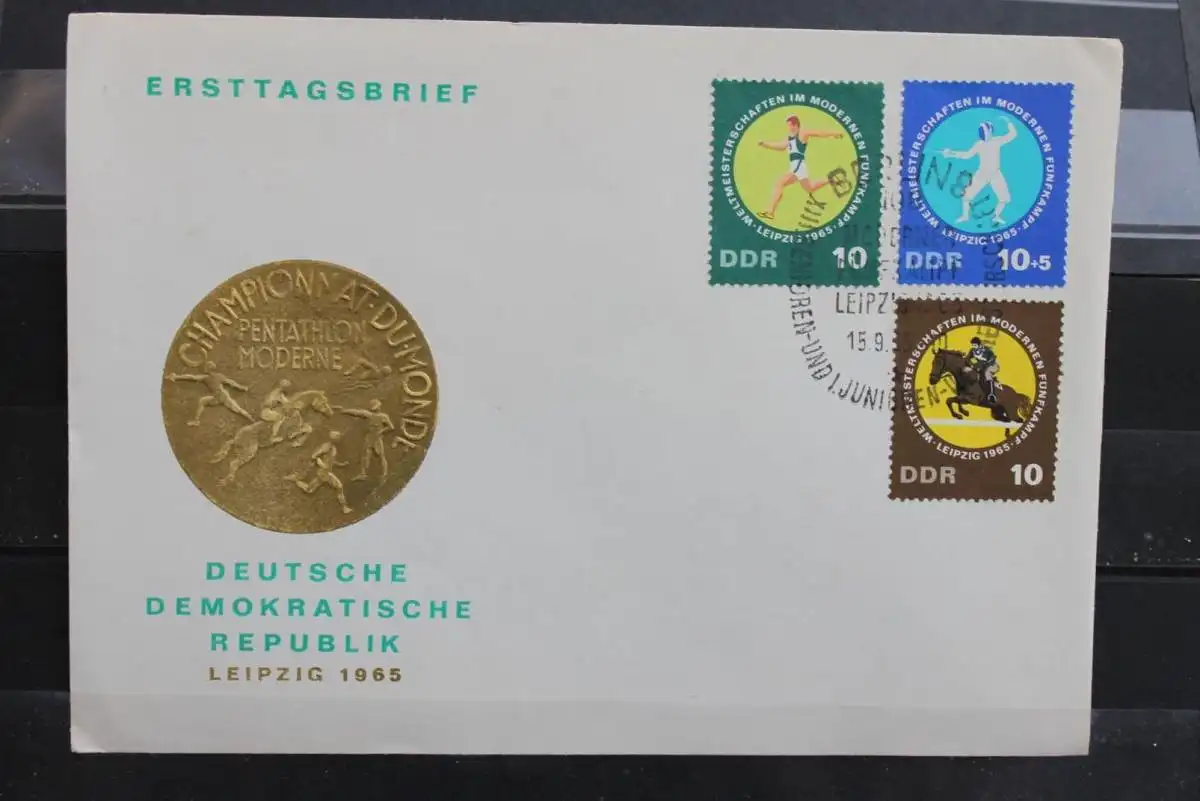 ERSTTAGSBRIEF
WELTMEISTERSCHAFTEN IM MODERNEN FÜNFKAMPF
· LEIPZIG 1965 ·
DDR 10
WELTMEISTERSCHAFTEN IM MODERNEN FÜNFKAMPF
· LEIPZIG 1965 ·
DDR 10+5
WELTMEISTERSCHAFTEN IM MODERNEN FÜNFKAMPF
· LEIPZIG 1965 ·
DDR 10
LEIPZIG
15.9.
CHAMPIONNAT·DU·MONDE
PENTATHLON
MODERNE
DEUTSCHE
DEMOKRATISCHE
REPUBLIK
LEIPZIG 1965